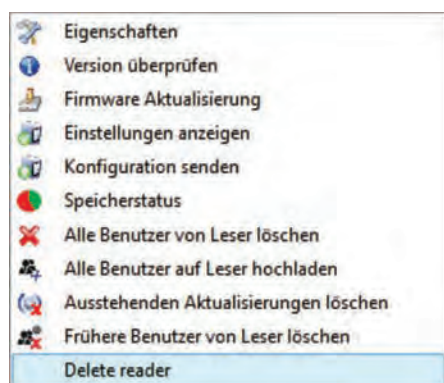 Eigenschaften
Version überprüfen
Firmware Aktualisierung
Einstellungen anzeigen
Konfiguration senden
Speicherstatus
Alle Benutzer von Leser löschen
Alle Benutzer auf Leser hochladen
Ausstehenden Aktualisierungen löschen
Frühere Benutzer von Leser löschen
Delete reader